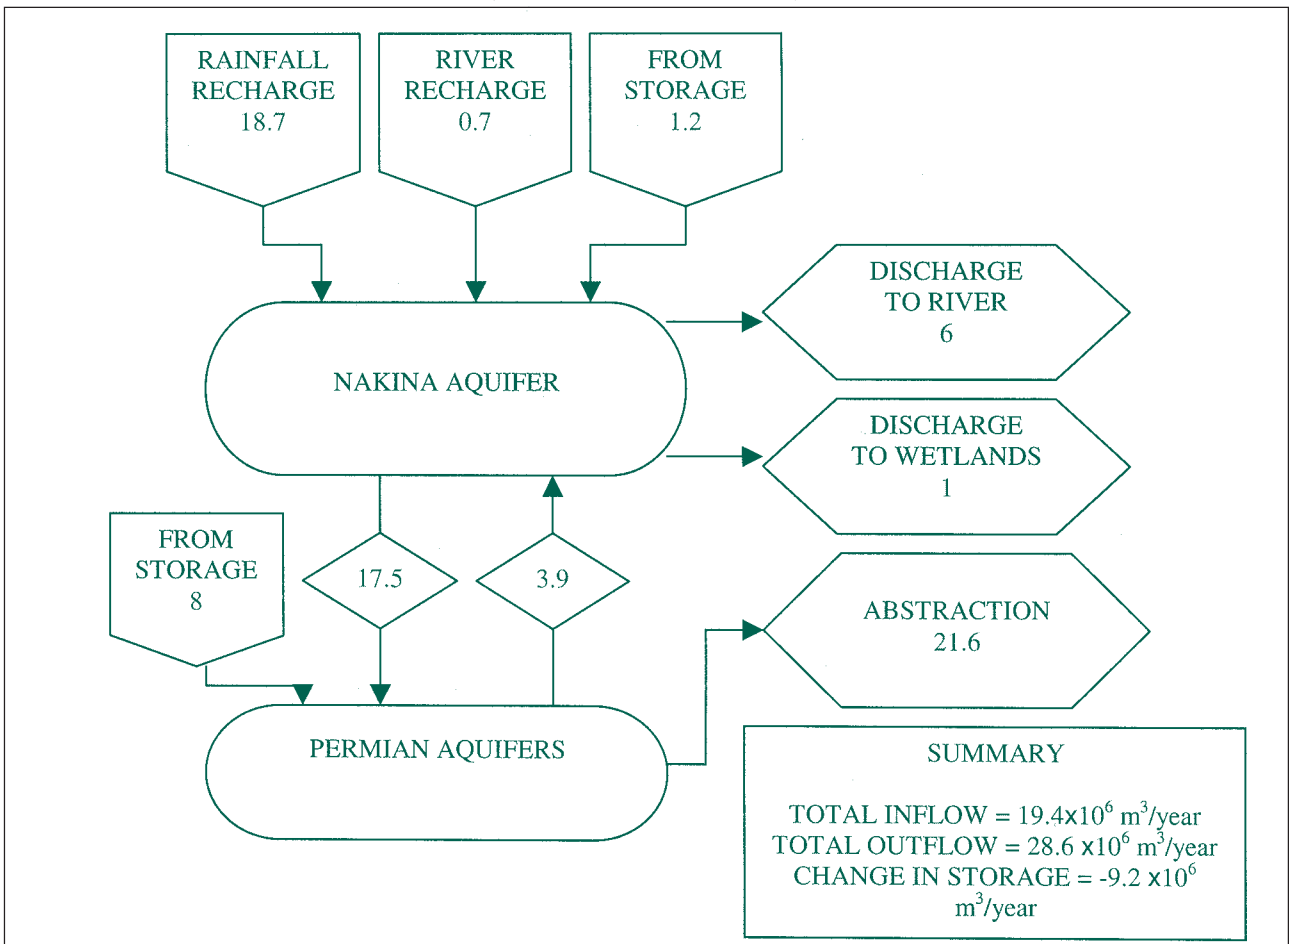 RAINFALL
RECHARGE
18.7
RIVER
RECHARGE
0.7
FROM
STORAGE
1.2
DISCHARGE
TO RIVER
6
NAKINA AQUIFER
DISCHARGE
TO WETLANDS
1
FROM
STORAGE
8
17.5
3.9
ABSTRACTION
21.6
PERMIAN AQUIFERS
SUMMARY
TOTAL INFLOW = 19.4x10⁶ m³/year
TOTAL OUTFLOW = 28.6 x10⁶ m³/year
CHANGE IN STORAGE = -9.2 x10⁶
m³/year